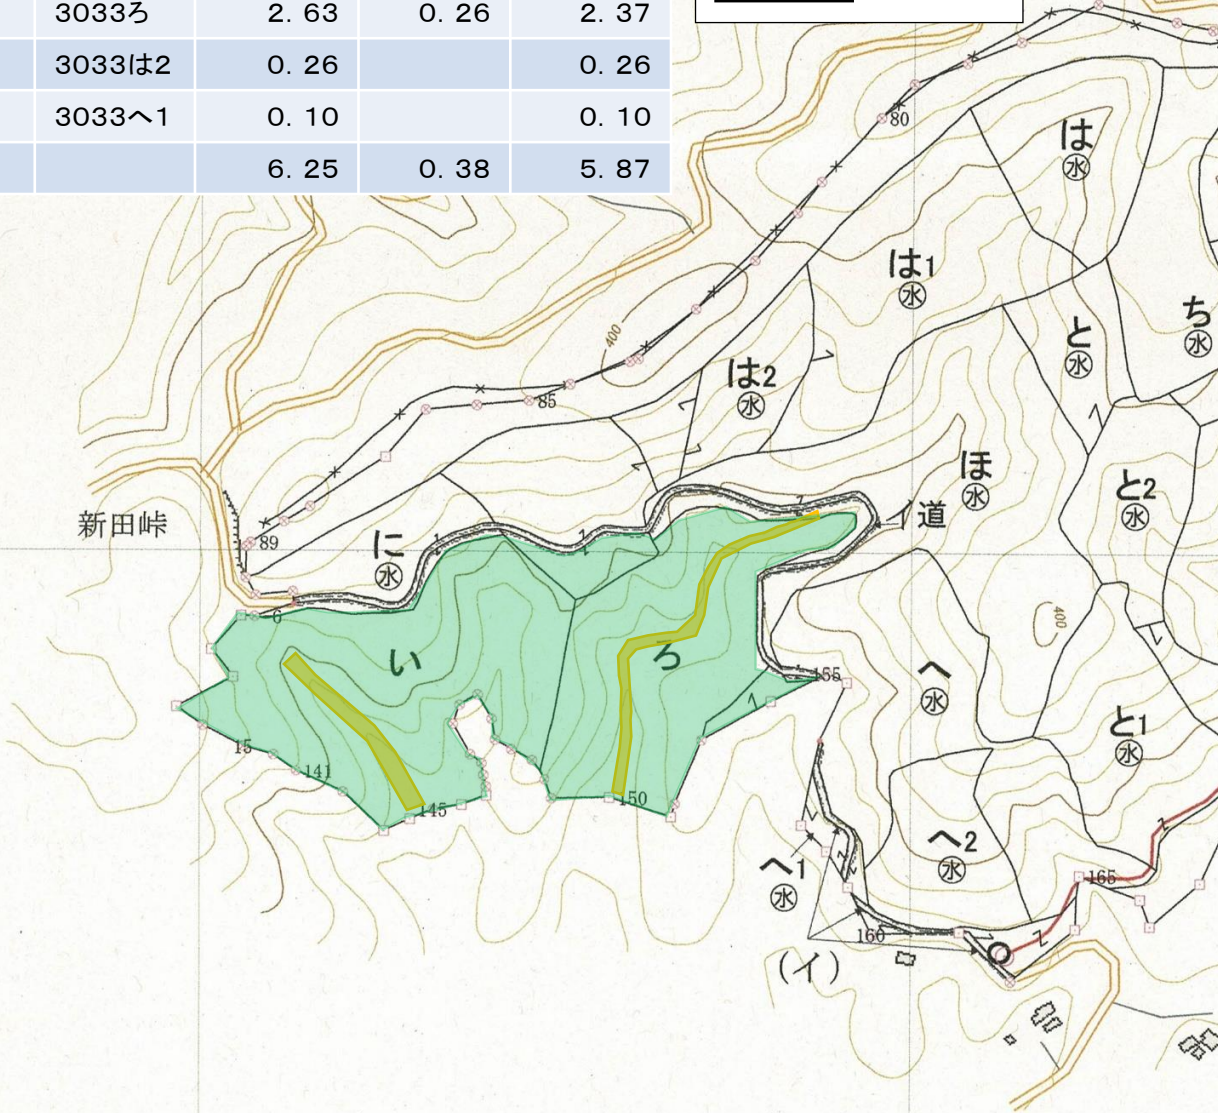 3033ろ 2.63 0.26 2.37
3033は2 0.26 0.26
3033へ1 0.10 0.10
6.25 0.38 5.87
80
は
水
は1
水
ち
水
と
水
400
は2
水
85
ほ
水
と2
水
新田峠
89
に
水
イ道
6
400
い
ろ
155
へ
水
と1
水
15
141
145
150
へ2
水
へ1
水
165
160
(イ)